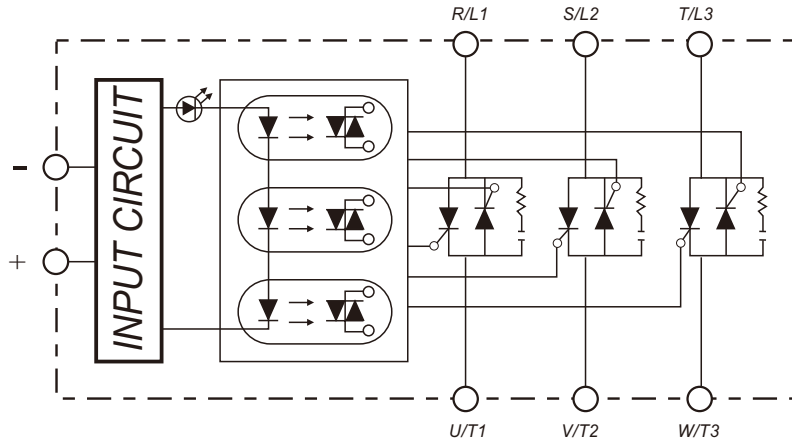 R/L1 S/L2 T/L3
-
+
INPUT CIRCUIT
U/T1 V/T2 W/T3